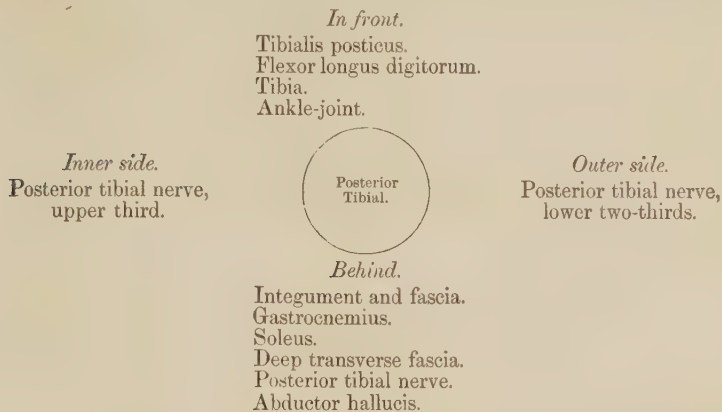 In front.
Tibialis posticus.
Flexor longus digitorum.
Tibia.
Ankle-joint.
Inner side.
Posterior tibial nerve,
upper third.
Posterior
Tibial.
Outer side.
Posterior tibial nerve,
lower two-thirds.
Behind.
Integument and fascia.
Gastrocnemius.
Soleus.
Deep transverse fascia.
Posterior tibial nerve.
Abductor hallucis.